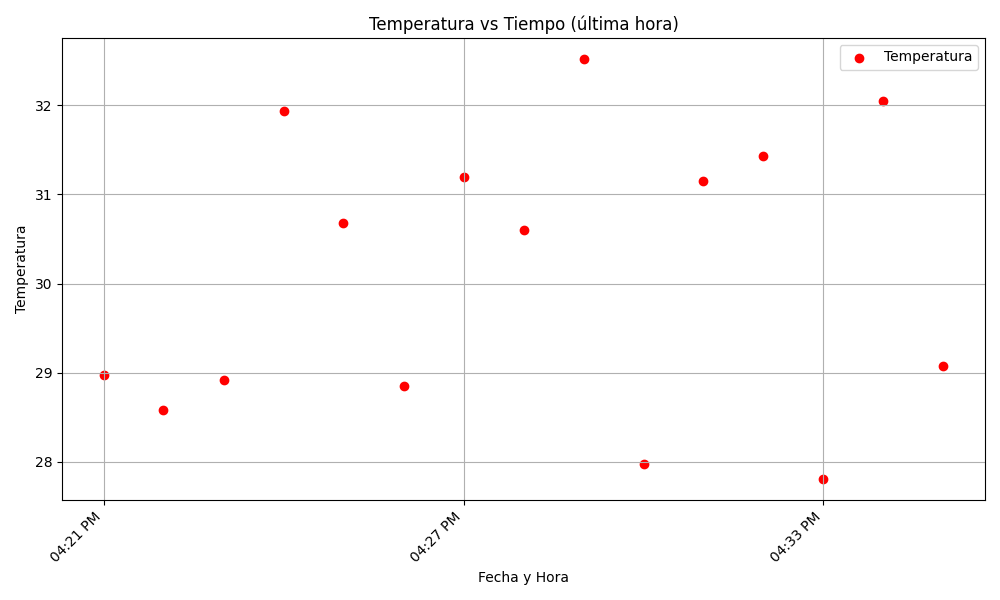 Temperatura vs Tiempo (última hora)
Temperatura
32
31
30
29
28
Temperatura
04:21 PM
04:27 PM
04:33 PM
Fecha y Hora